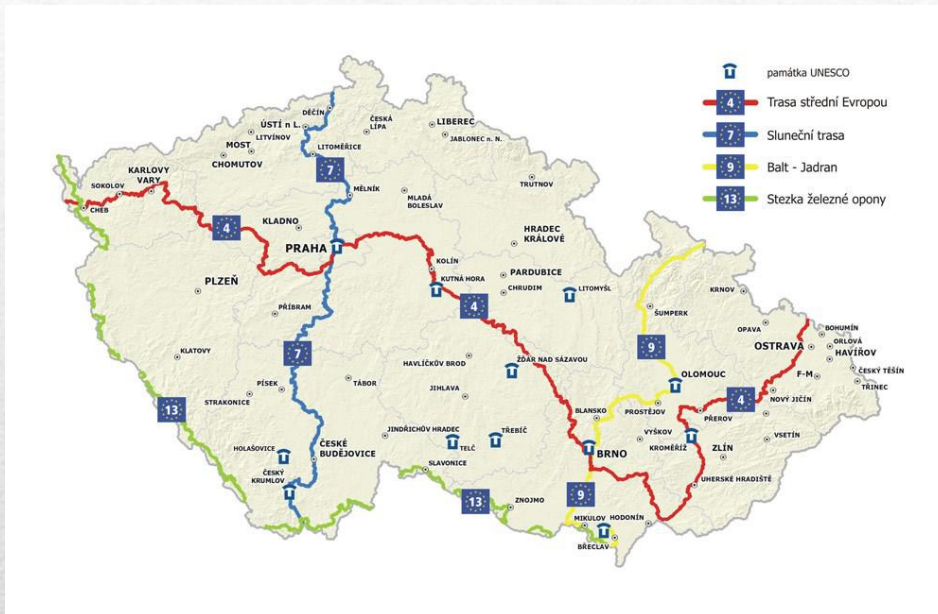 památka UNESCO
4 Trasa střední Evropou
7 Sluneční trasa
9 Balt - Jadran
13 Stezka železné opony
DĚČÍN
ÚSTÍ n L.
LITVÍNOV
ČESKÁ
LÍPA
LIBEREC
JABLONEC n. N.
MOST
CHOMUTOV
LITOMĚŘICE
KARLOVY
VARY
SOKOLOV
CHEB
7
MĚLNÍK
MLADÁ
BOLESLAV
TRUTNOV
4
KLADNO
PRAHA
HRADEC
KRÁLOVÉ
KOLÍN
KUTNÁ HORA
PARDUBICE
CHRUDIM
LITOMYŠL
PLZEŇ
PŘÍBRAM
4
ŠUMPERK
KRNOV
OPAVA
BOHUMÍN
ORLOVÁ
OSTRAVA
HAVÍŘOV
ČESKÝ TĚŠÍN
TŘINEC
F-M
KLATOVY
7
HAVLÍČKŮV BROD
ŽĎÁR NAD SÁZAVOU
9
OLOMOUC
4
NOVÝ JIČÍN
PÍSEK
TÁBOR
JIHLAVA
STRAKONICE
13
BLANSKO
PROSTĚJOV
PŘEROV
JINDŘICHŮV HRADEC
TELČ
TŘEBÍČ
VYŠKOV
KROMĚŘÍŽ
ZLÍN
VSETÍN
HOLAŠOVICE
ČESKÉ
BUDĚJOVICE
BRNO
ČESKÝ
KRUMLOV
SLAVONICE
UHERSKÉ HRADIŠTĚ
13
ZNOJMO
9
MIKULOV
HODONÍN
BŘECLAV